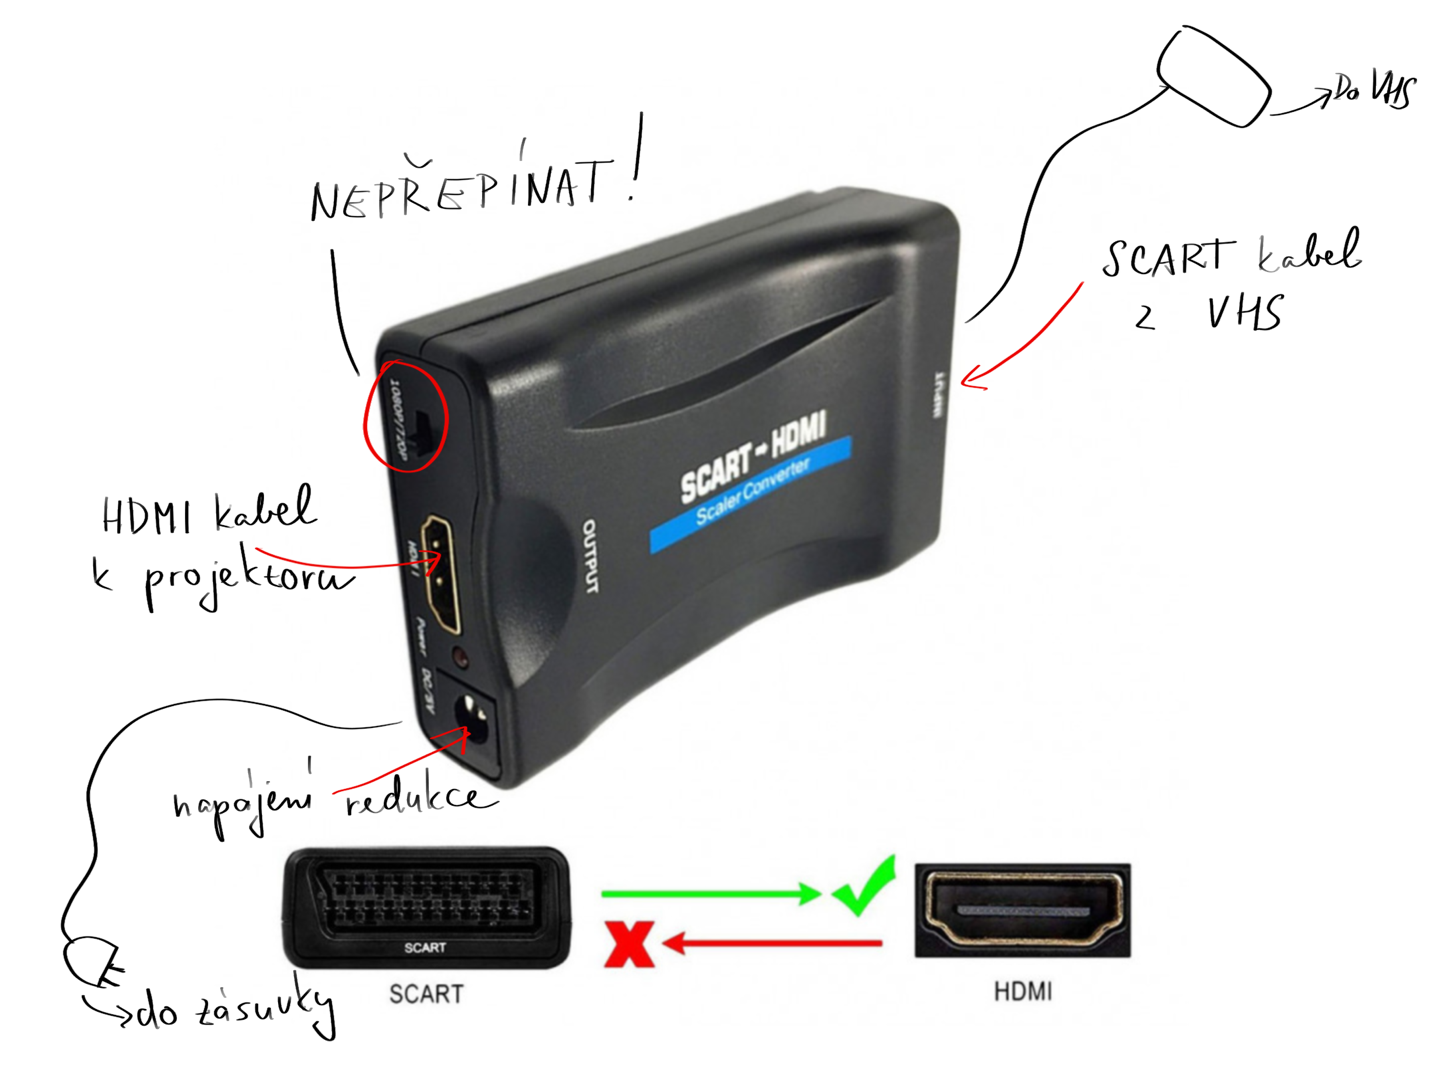 Do VHS
NEPŘEPÍNAT!
SCART kabel
z VHS
1080P/720P
INPUT
SCART HDMI
Scaler Converter
HDMI kabel
k projektoru
OUTPUT
HDMI
Power
DC/5V
napájení redukce
SCART
SCART
HDMI
do zásuvky